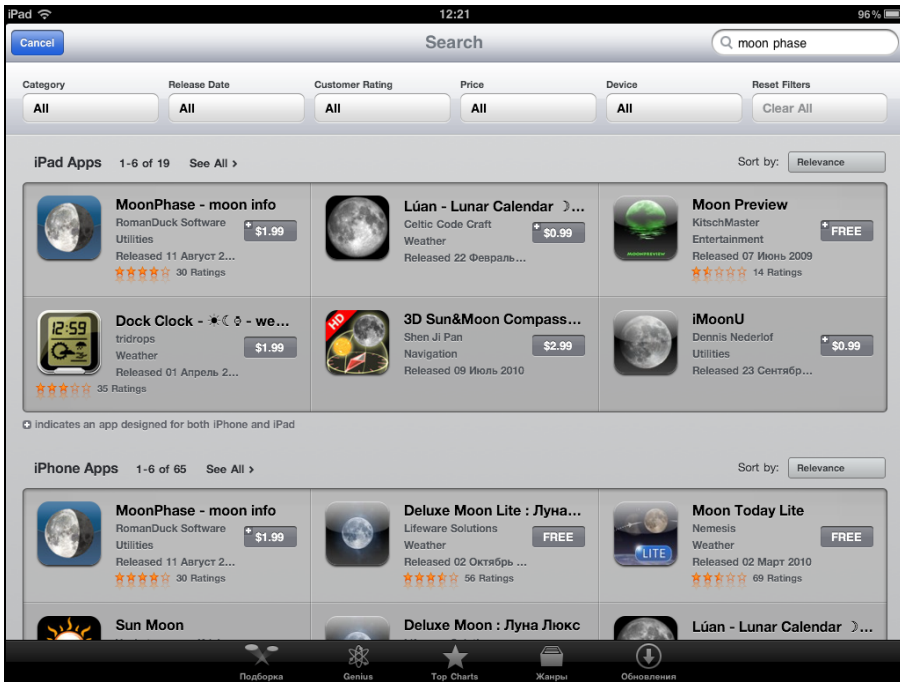 iPad 12:21 96%
Cancel Search moon phase
Category Release Date Customer Rating Price Device Reset Filters
All All All All All Clear All
iPad Apps 1-6 of 19 See All › Sort by: Relevance
MoonPhase - moon info
RomanDuck Software
Utilities
$1.99
Released 11 Август 2...
30 Ratings
Lúan - Lunar Calendar ☽...
Celtic Code Craft
Weather
$0.99
Released 22 Февраль...
Moon Preview
KitschMaster
Entertainment
FREE
Released 07 Июнь 2009
14 Ratings
MOONPREVIEW
12:59
Dock Clock - ☀☾⌚ - we...
tridrops
Weather
$1.99
Released 01 Апрель 2...
35 Ratings
HD
3D Sun&Moon Compass...
Shen Ji Pan
Navigation
$2.99
Released 09 Июль 2010
iMoonU
Dennis Nederlof
Utilities
$0.99
Released 23 Сентябр...
indicates an app designed for both iPhone and iPad
iPhone Apps 1-6 of 65 See All › Sort by: Relevance
MoonPhase - moon info
RomanDuck Software
Utilities
$1.99
Released 11 Август 2...
30 Ratings
Deluxe Moon Lite : Луна...
Lifeware Solutions
Weather
FREE
Released 02 Октябрь ...
56 Ratings
LITE
Moon Today Lite
Nemesis
Weather
FREE
Released 02 Март 2010
69 Ratings
Sun Moon
Deluxe Moon : Луна Люкс
Lúan - Lunar Calendar ☽...
Подборка Genius Top Charts Жанры Обновления